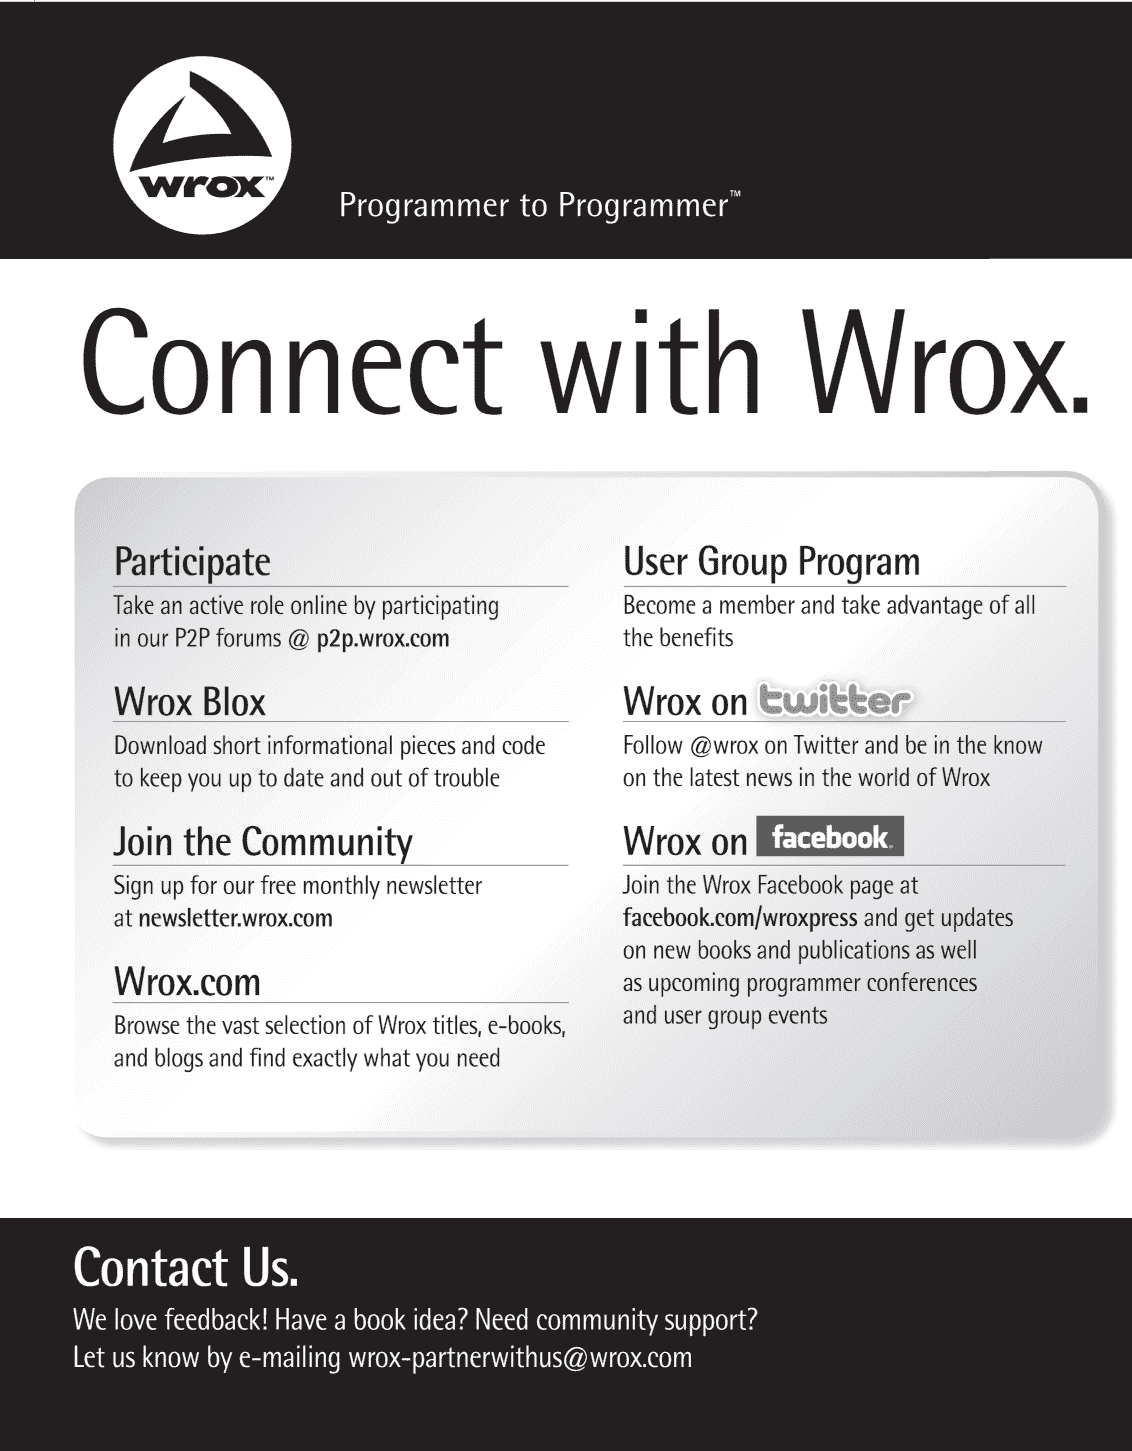 wrox™
Programmer to Programmer™
Connect with Wrox.
Participate
Take an active role online by participating
in our P2P forums @ p2p.wrox.com
Wrox Blox
Download short informational pieces and code
to keep you up to date and out of trouble
Join the Community
Sign up for our free monthly newsletter
at newsletter.wrox.com
Wrox.com
Browse the vast selection of Wrox titles, e-books,
and blogs and find exactly what you need
User Group Program
Become a member and take advantage of all
the benefits
Wrox on twitter
Follow @wrox on Twitter and be in the know
on the latest news in the world of Wrox
Wrox on facebook.
Join the Wrox Facebook page at
facebook.com/wroxpress and get updates
on new books and publications as well
as upcoming programmer conferences
and user group events
Contact Us.
We love feedback! Have a book idea? Need community support?
Let us know by e-mailing wrox-partnerwithus@wrox.com